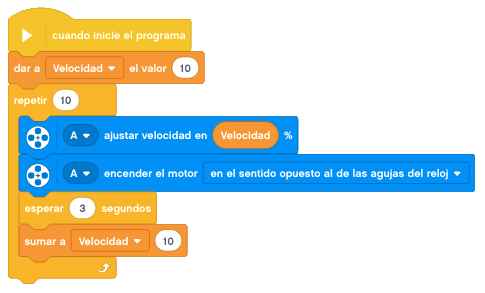 cuando inicie el programa
dar a Velocidad el valor 10
repetir 10
A ajustar velocidad en Velocidad %
A encender el motor en el sentido opuesto al de las agujas del reloj
esperar 3 segundos
sumar a Velocidad 10